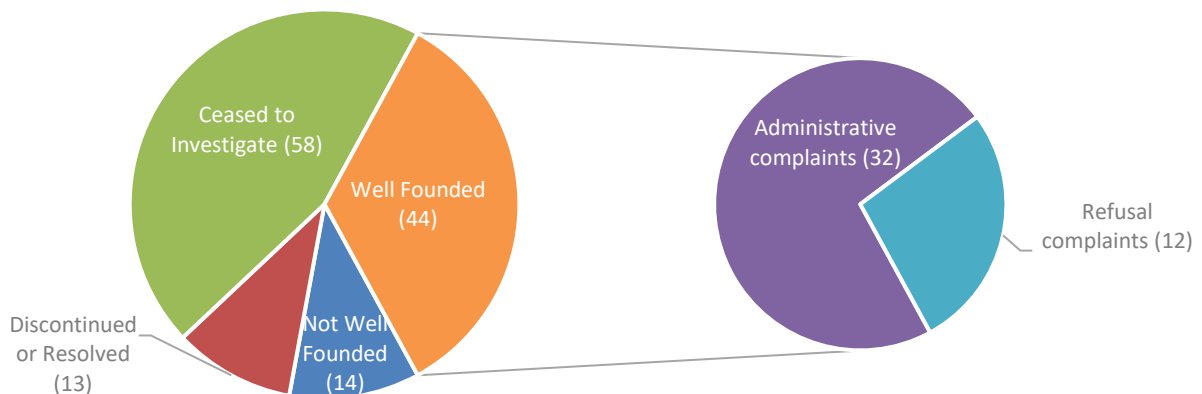 Ceased to
Investigate (58)
Well Founded
(44)
Not Well
Founded
(14)
Discontinued
or Resolved
(13)
Administrative
complaints (32)
Refusal
complaints (12)